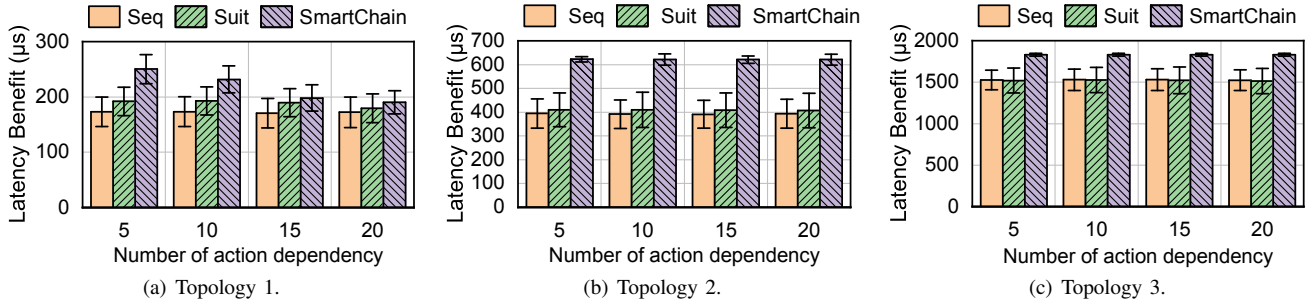 Seq Suit SmartChain
Latency Benefit (μs)
300
200
100
0
5 10 15 20
Number of action dependency
(a) Topology 1.
Seq Suit SmartChain
Latency Benefit (μs)
700
600
500
400
300
200
100
0
5 10 15 20
Number of action dependency
(b) Topology 2.
Seq Suit SmartChain
Latency Benefit (μs)
2000
1500
1000
500
0
5 10 15 20
Number of action dependency
(c) Topology 3.